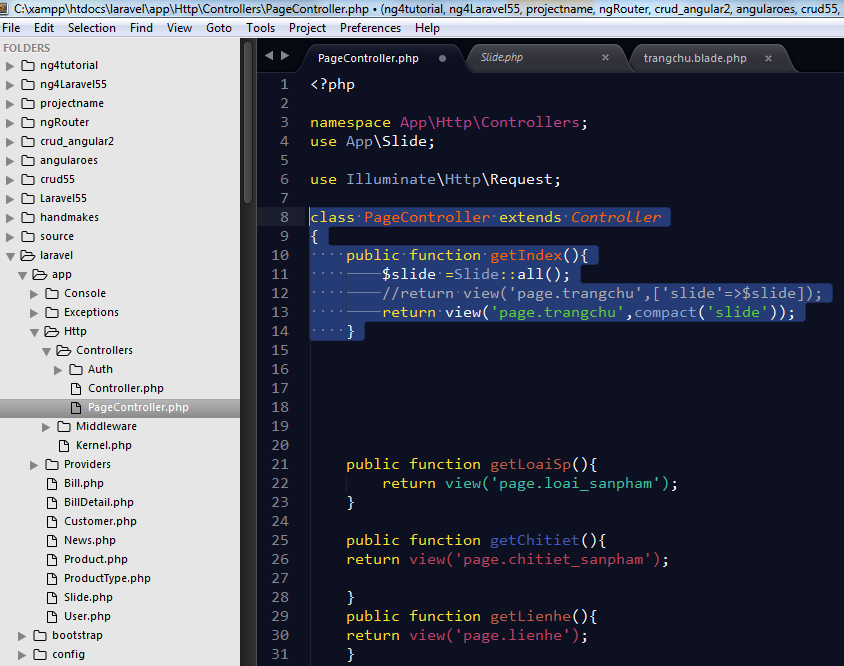 C:\xampp\htdocs\laravel\app\Http\Controllers\PageController.php • (ng4tutorial, ng4Laravel55, projectname, ngRouter, crud_angular2, angularoes, crud55,
File Edit Selection Find View Goto Tools Project Preferences Help
FOLDERS
ng4tutorial
ng4Laravel55
projectname
ngRouter
crud_angular2
angularoes
crud55
Laravel55
handmakes
source
laravel
app
Console
Exceptions
Http
Controllers
Auth
Controller.php
PageController.php
Middleware
Kernel.php
Providers
Bill.php
BillDetail.php
Customer.php
News.php
Product.php
ProductType.php
Slide.php
User.php
bootstrap
config
PageController.php Slide.php × trangchu.blade.php ×
1 <?php
2
3 namespace App\Http\Controllers;
4 use App\Slide;
5
6 use Illuminate\Http\Request;
7
8 class PageController extends Controller
9 {
10 public function getIndex(){
11 $slide =Slide::all();
12 //return view('page.trangchu',['slide'=>$slide]);
13 return view('page.trangchu',compact('slide'));
14 }
15
16
17
18
19
20
21 public function getLoaiSp(){
22 return view('page.loai_sanpham');
23 }
24
25 public function getChitiet(){
26 return view('page.chitiet_sanpham');
27
28 }
29 public function getLienhe(){
30 return view('page.lienhe');
31 }